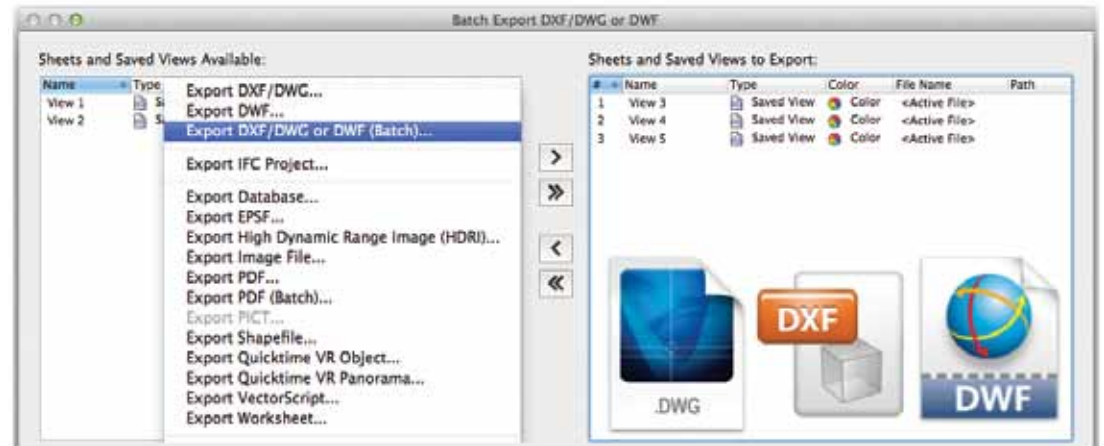 Batch Export DXF/DWG or DWF
Sheets and Saved Views Available:
Name Type
View 1
View 2
Export DXF/DWG...
Export DWF...
Export DXF/DWG or DWF (Batch)...
Export IFC Project...
Export Database...
Export EPSF...
Export High Dynamic Range Image (HDRI)...
Export Image File...
Export PDF...
Export PDF (Batch)...
Export PICT...
Export Shapefile...
Export Quicktime VR Object...
Export Quicktime VR Panorama...
Export VectorScript...
Export Worksheet...
Sheets and Saved Views to Export:
# Name Type Color File Name Path
1 View 3 Saved View Color <Active File>
2 View 4 Saved View Color <Active File>
3 View 5 Saved View Color <Active File>
.DWG
DXF
DWF